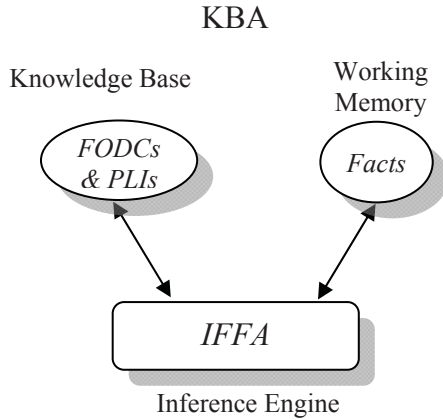 KBA
Knowledge Base
Working
Memory
FODCs
& PLIs
Facts
IFFA
Inference Engine